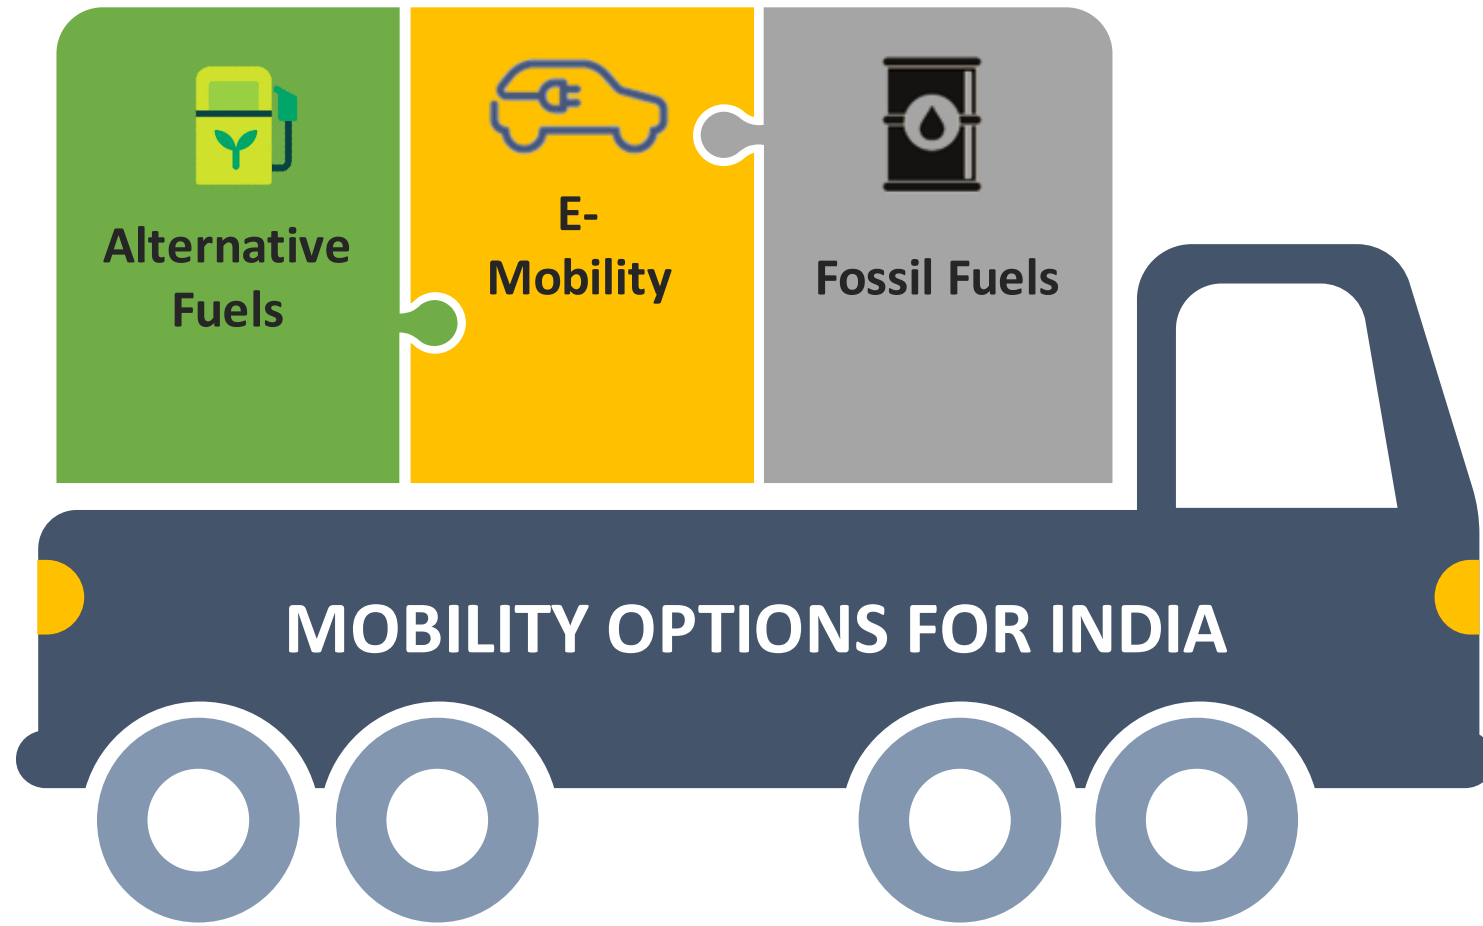 Alternative
Fuels
E-
Mobility
Fossil Fuels
MOBILITY OPTIONS FOR INDIA